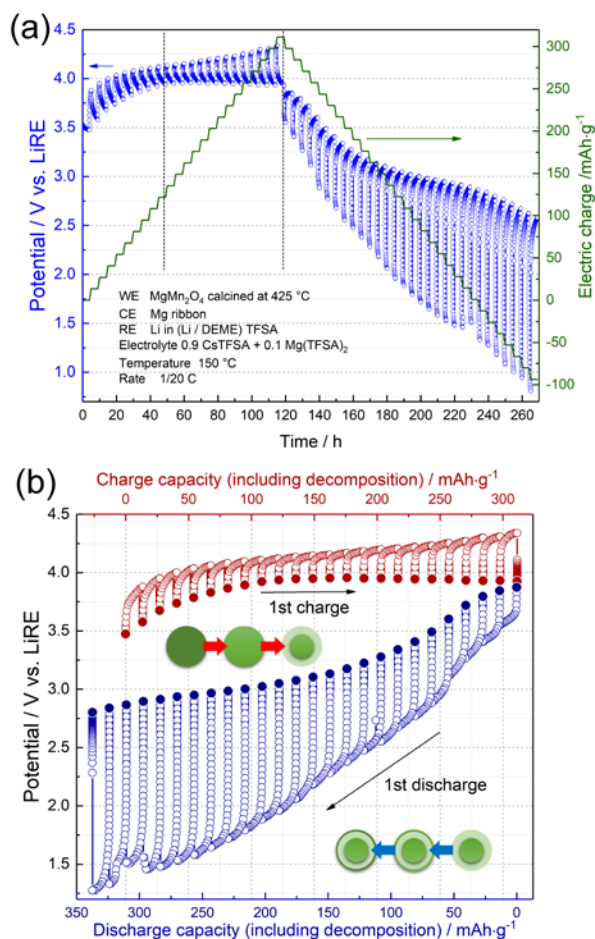 (a)
4.5
4.0
3.5
3.0
2.5
2.0
1.5
1.0
Potential / V vs. LiRE
300
250
200
150
100
50
0
-50
-100
Electric charge /mAh·g⁻¹
WE MgMn₂O₄ calcined at 425 °C
CE Mg ribbon
RE Li in (Li / DEME) TFSA
Electrolyte 0.9 CsTFSA + 0.1 Mg(TFSA)₂
Temperature 150 °C
Rate 1/20 C
0 20 40 60 80 100 120 140 160 180 200 220 240 260
Time / h
(b)
Charge capacity (including decomposition) / mAh·g⁻¹
0 50 100 150 200 250 300
4.5
4.0
3.5
3.0
2.5
2.0
1.5
Potential / V vs. LiRE
1st charge
1st discharge
350 300 250 200 150 100 50 0
Discharge capacity (including decomposition) / mAh·g⁻¹